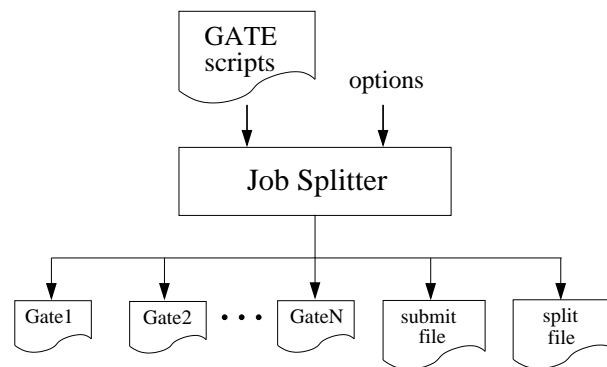 GATE
scripts
options
Job Splitter
Gate1
Gate2
• • •
GateN
submit
file
split
file